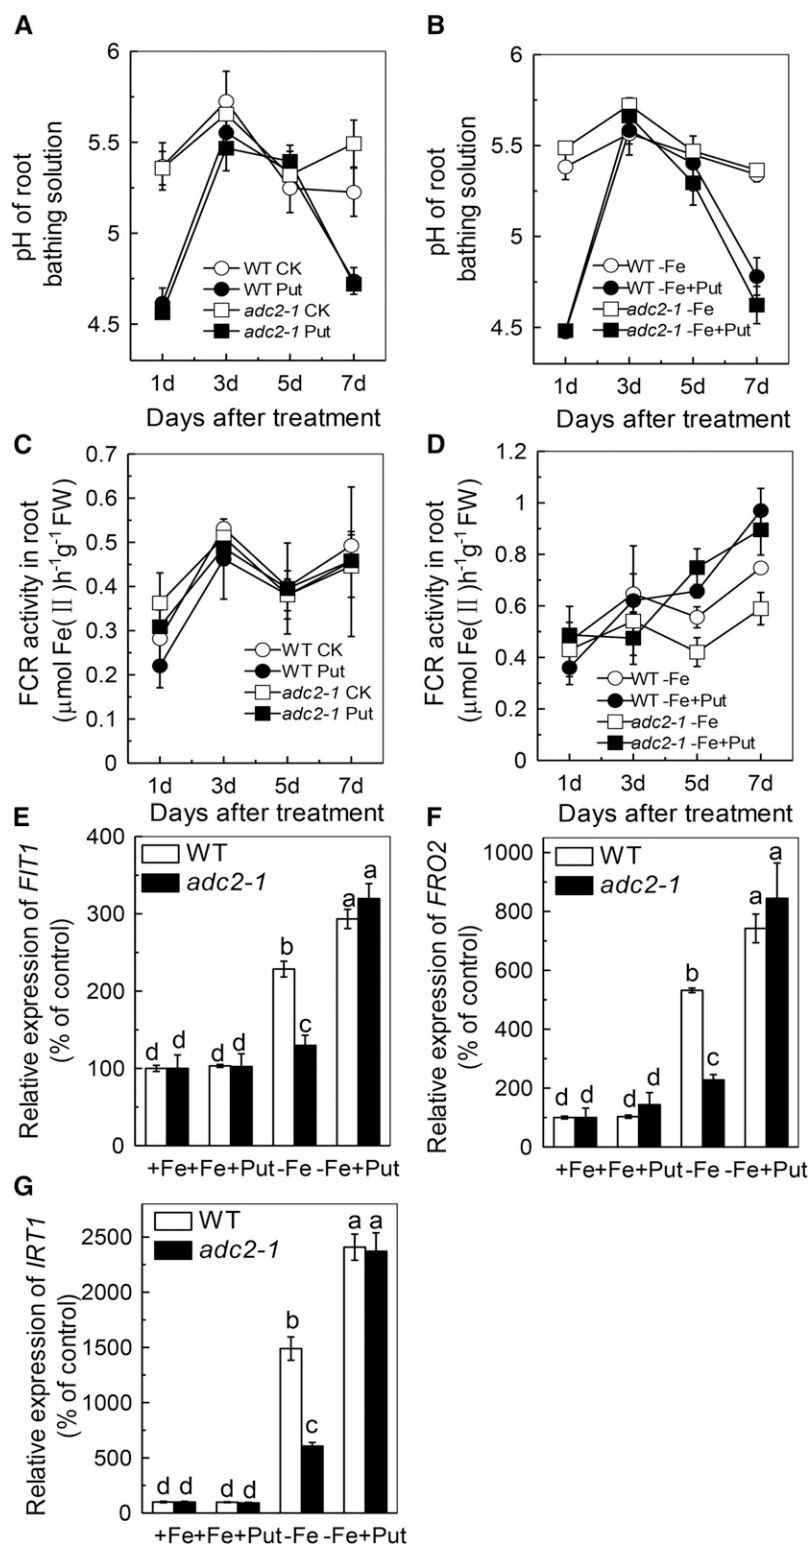 A
pH of root
bathing solution
6
5.5
5
4.5
WT CK
WT Put
adc2-1 CK
adc2-1 Put
1d 3d 5d 7d
Days after treatment
B
pH of root
bathing solution
6
5.5
5
4.5
WT -Fe
WT -Fe+Put
adc2-1 -Fe
adc2-1 -Fe+Put
1d 3d 5d 7d
Days after treatment
C
FCR activity in root
(μmol Fe(II)h-1g-1 FW)
0.7
0.6
0.5
0.4
0.3
0.2
0.1
0
WT CK
WT Put
adc2-1 CK
adc2-1 Put
1d 3d 5d 7d
Days after treatment
D
FCR activity in root
(μmol Fe(II)h-1g-1 FW)
1.2
1
0.8
0.6
0.4
0.2
0
WT -Fe
WT -Fe+Put
adc2-1 -Fe
adc2-1 -Fe+Put
1d 3d 5d 7d
Days after treatment
E
Relative expression of FIT1
(% of control)
400
300
200
100
0
WT
adc2-1
d d d d b c a a
+Fe +Fe+Put -Fe -Fe+Put
F
Relative expression of FRO2
(% of control)
1000
800
600
400
200
0
WT
adc2-1
d d d d b c a a
+Fe +Fe+Put -Fe -Fe+Put
G
Relative expression of IRT1
(% of control)
2500
2000
1500
1000
500
0
WT
adc2-1
d d d d b c a a
+Fe +Fe+Put -Fe -Fe+Put